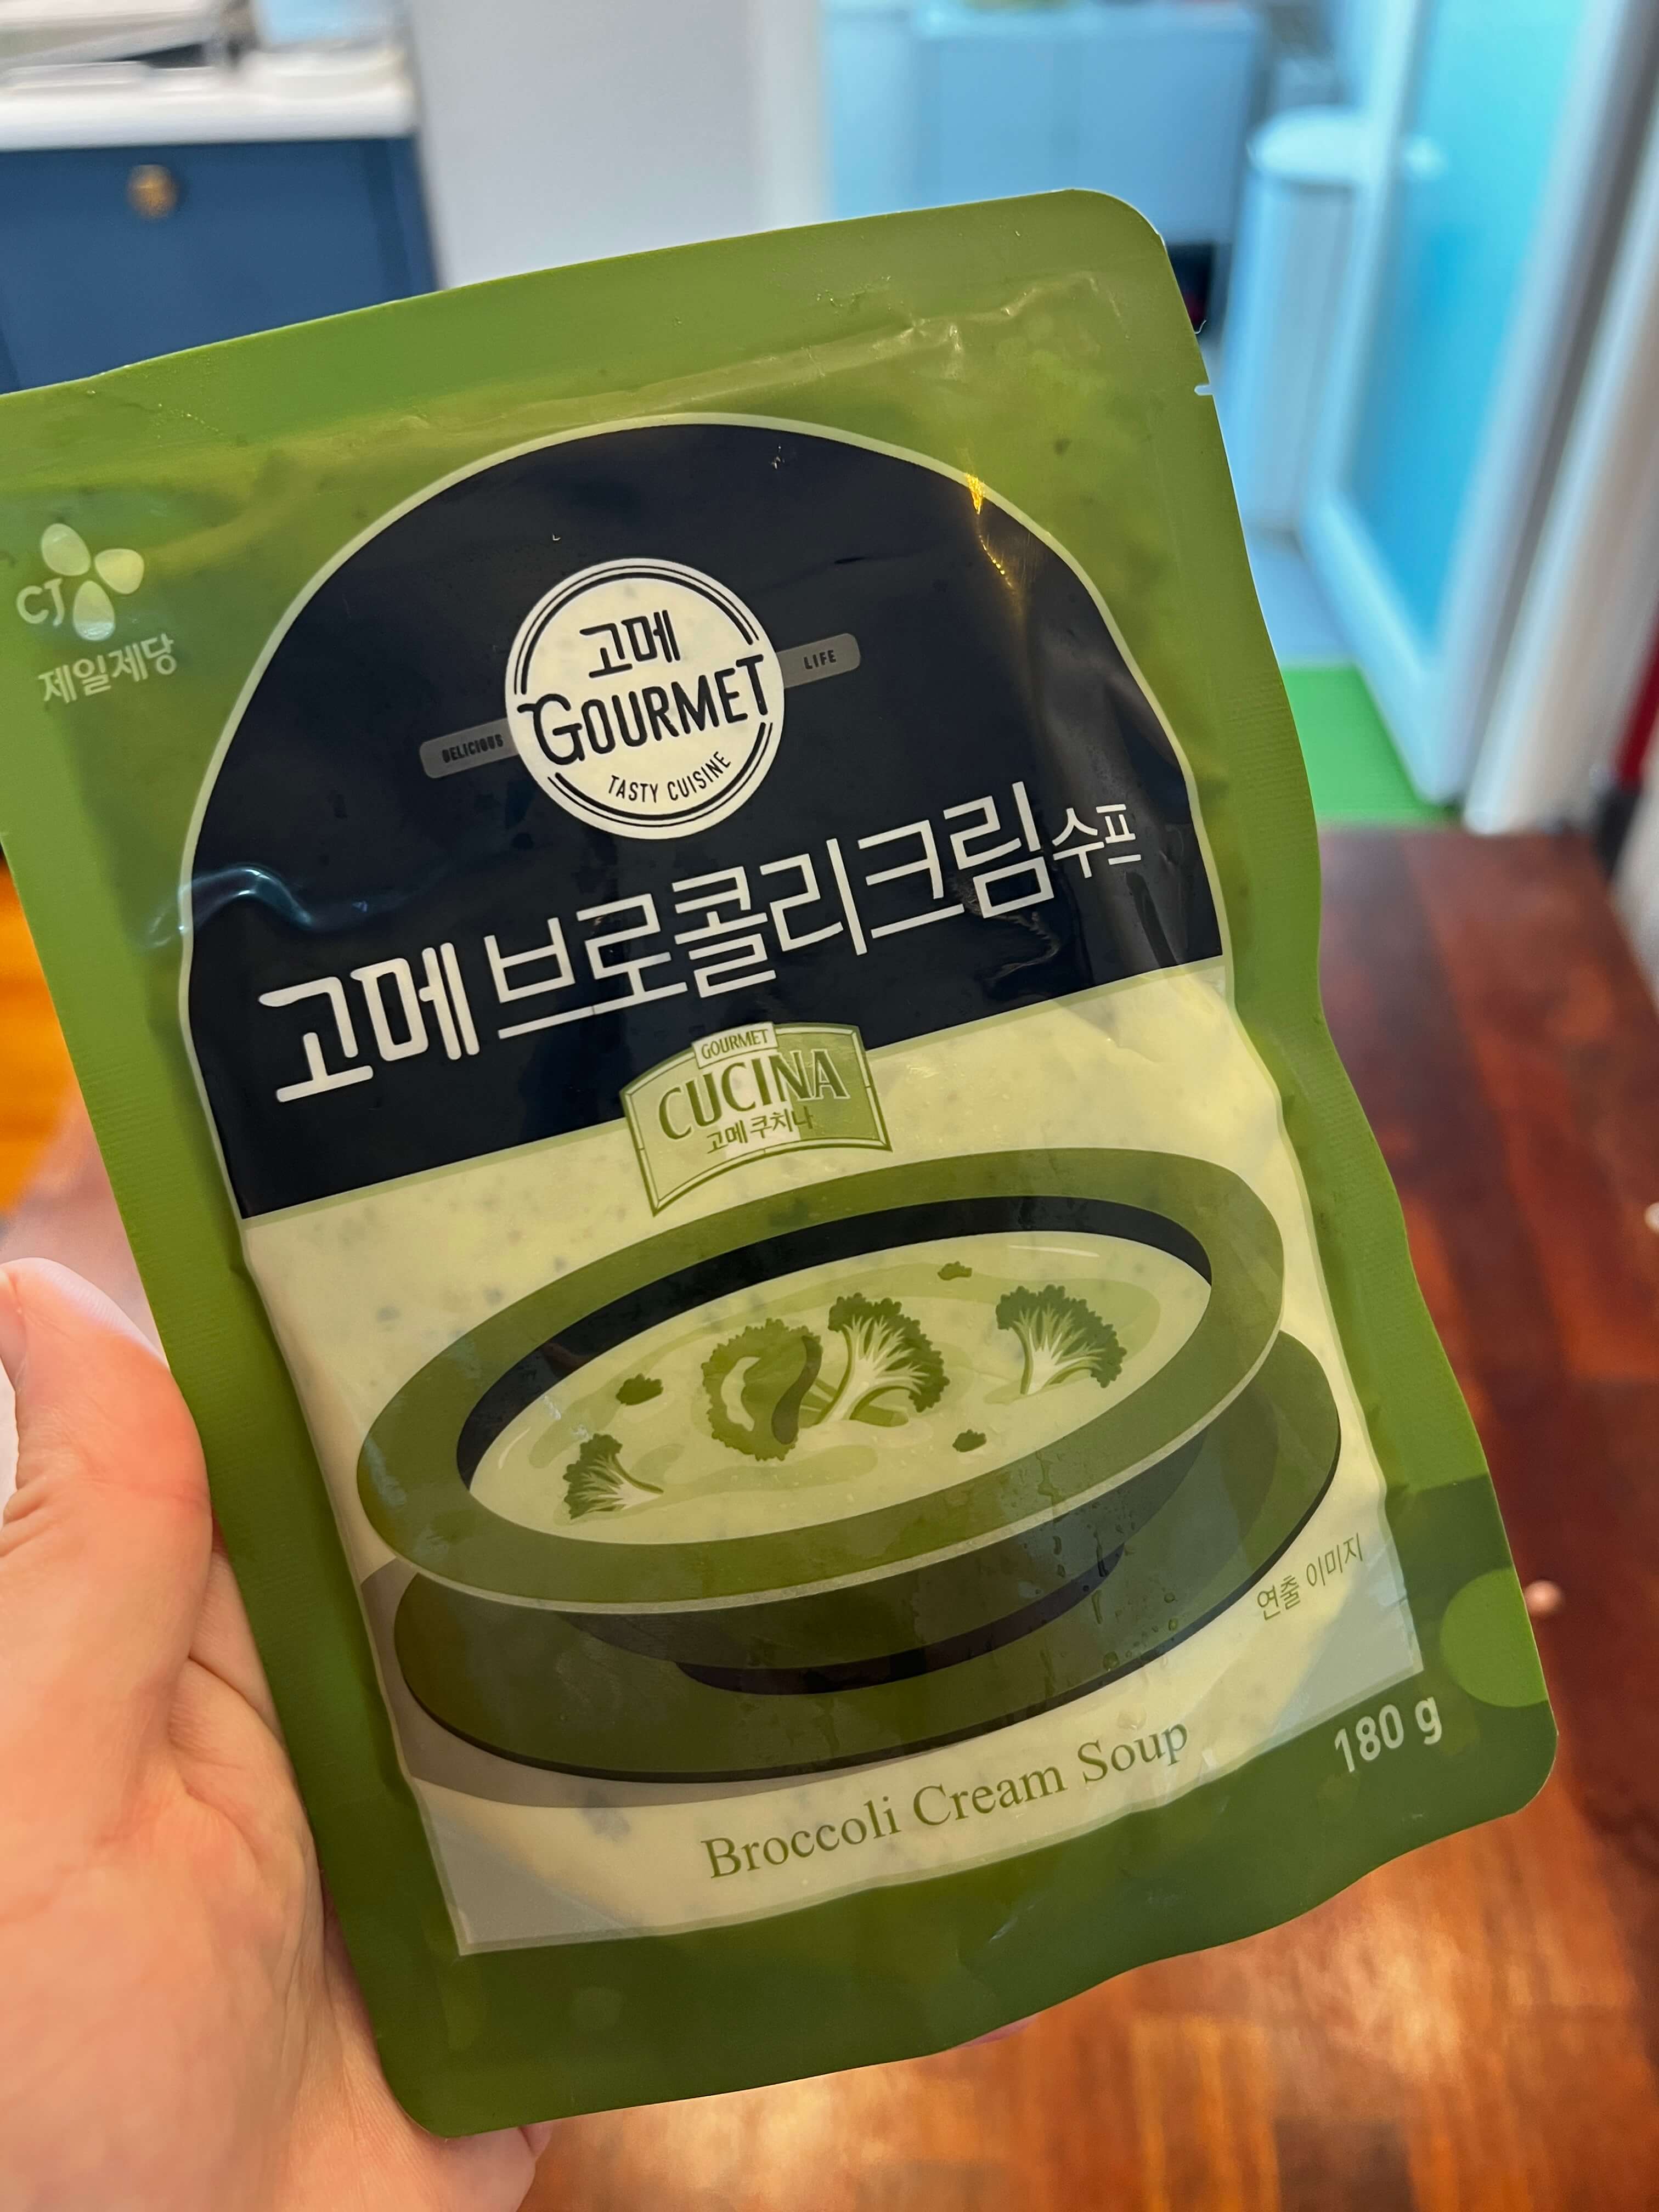 CJ
제일제당
고메
DELICIOUS GOURMET LIFE
TASTY CUISINE
고메 브로콜리크림수프
GOURMET
CUCINA
고메 쿠치나
연출 이미지
Broccoli Cream Soup
180 g